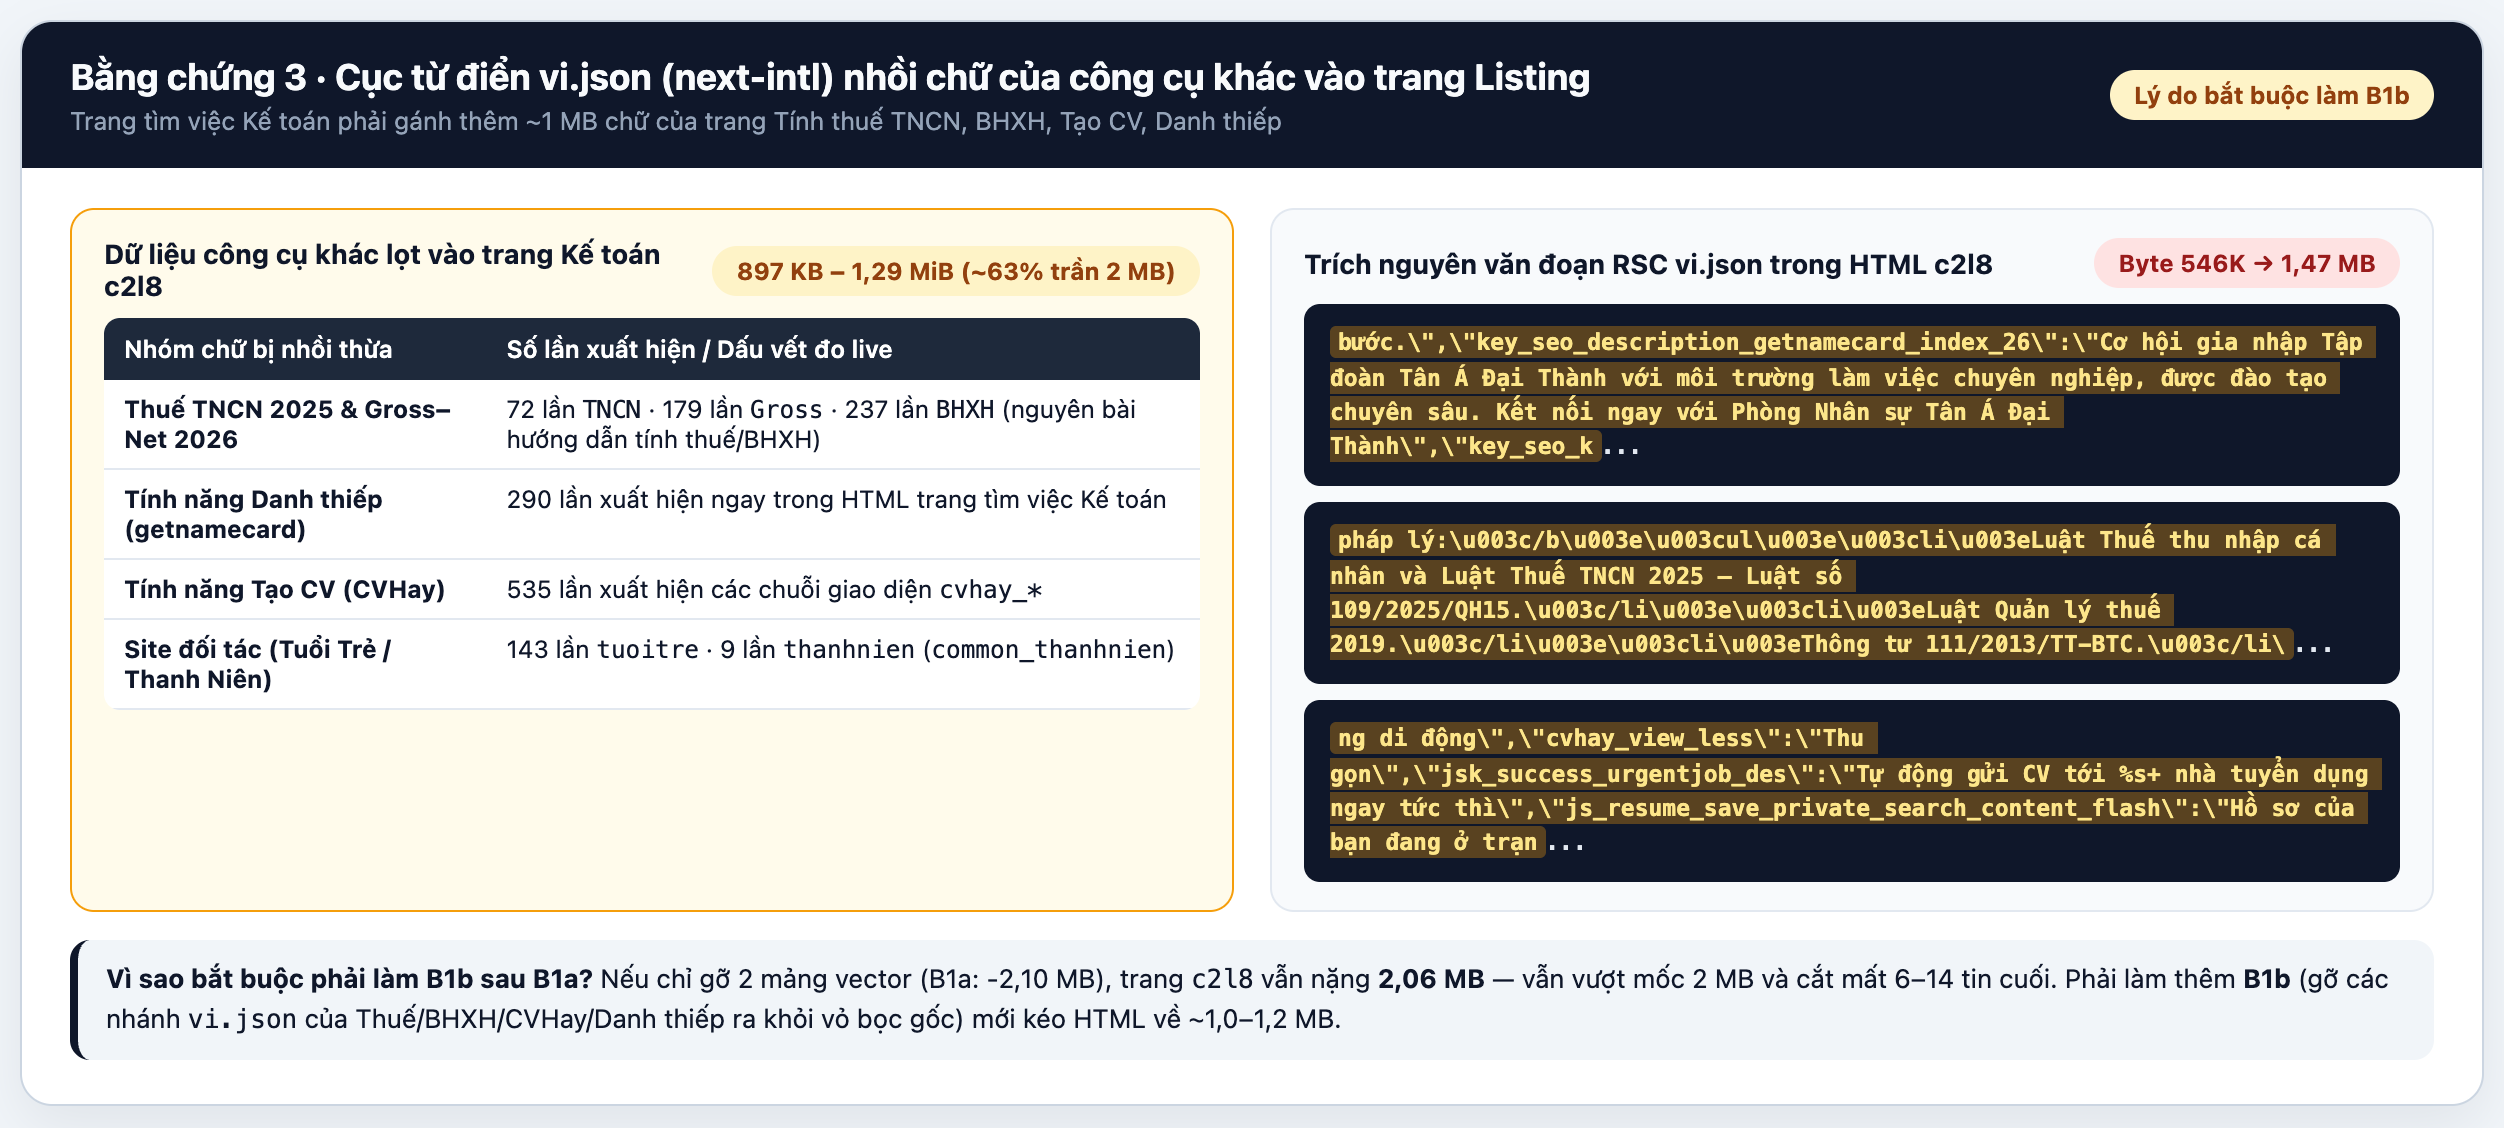 Bằng chứng 3 · Cục từ điển vi.json (next-intl) nhồi chữ của công cụ khác vào trang Listing
Trang tìm việc Kế toán phải gánh thêm ~1 MB chữ của trang Tính thuế TNCN, BHXH, Tạo CV, Danh thiếp
Lý do bắt buộc làm B1b
Dữ liệu công cụ khác lọt vào trang Kế toán
c2l8
897 KB – 1,29 MiB (~63% trần 2 MB)
Nhóm chữ bị nhồi thừa
Số lần xuất hiện / Dấu vết đo live
Thuế TNCN 2025 & Gross–
Net 2026
72 lần TNCN · 179 lần Gross · 237 lần BHXH (nguyên bài
hướng dẫn tính thuế/BHXH)
Tính năng Danh thiếp
(getnamecard)
290 lần xuất hiện ngay trong HTML trang tìm việc Kế toán
Tính năng Tạo CV (CVHay)
535 lần xuất hiện các chuỗi giao diện cvhay_*
Site đối tác (Tuổi Trẻ /
Thanh Niên)
143 lần tuoitre · 9 lần thanhnien (common_thanhnien)
Trích nguyên văn đoạn RSC vi.json trong HTML c2l8
Byte 546K → 1,47 MB
bước.\",\"key_seo_description_getnamecard_index_26\":\"Cơ hội gia nhập Tập
đoàn Tân Á Đại Thành với môi trường làm việc chuyên nghiệp, được đào tạo
chuyên sâu. Kết nối ngay với Phòng Nhân sự Tân Á Đại
Thành\",\"key_seo_k...
pháp lý:\u003c/b\u003e\u003cul\u003e\u003cli\u003eLuật Thuế thu nhập cá
nhân và Luật Thuế TNCN 2025 – Luật số
109/2025/QH15.\u003c/li\u003e\u003cli\u003eLuật Quản lý thuế
2019.\u003c/li\u003e\u003cli\u003eThông tư 111/2013/TT–BTC.\u003c/li\...
ng di động\",\"cvhay_view_less\":\"Thu
gọn\",\"jsk_success_urgentjob_des\":\"Tự động gửi CV tới %s+ nhà tuyển dụng
ngay tức thì\",\"js_resume_save_private_search_content_flash\":\"Hồ sơ của
bạn đang ở trạn...
Vì sao bắt buộc phải làm B1b sau B1a? Nếu chỉ gỡ 2 mảng vector (B1a: -2,10 MB), trang c2l8 vẫn nặng 2,06 MB — vẫn vượt mốc 2 MB và cắt mất 6–14 tin cuối. Phải làm thêm B1b (gỡ các
nhánh vi.json của Thuế/BHXH/CVHay/Danh thiếp ra khỏi vỏ bọc gốc) mới kéo HTML về ~1,0–1,2 MB.